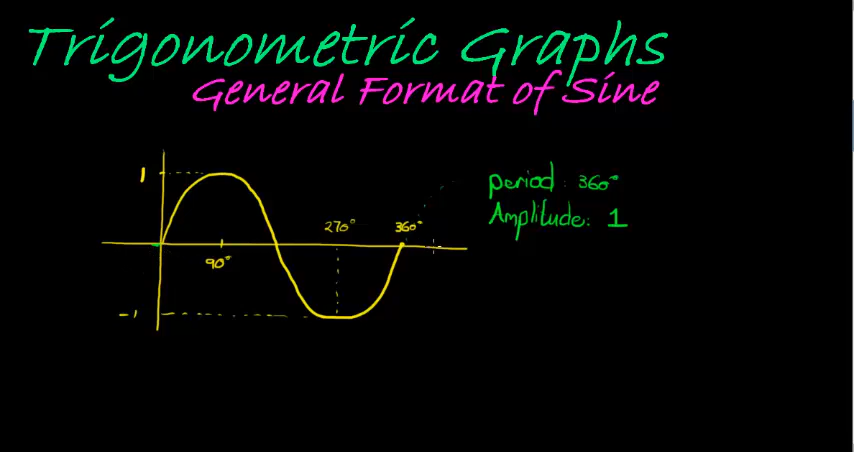 Trigonometric Graphs
General Format of Sine
1
period: 360°
270°
360°
Amplitude: 1
90°
-1